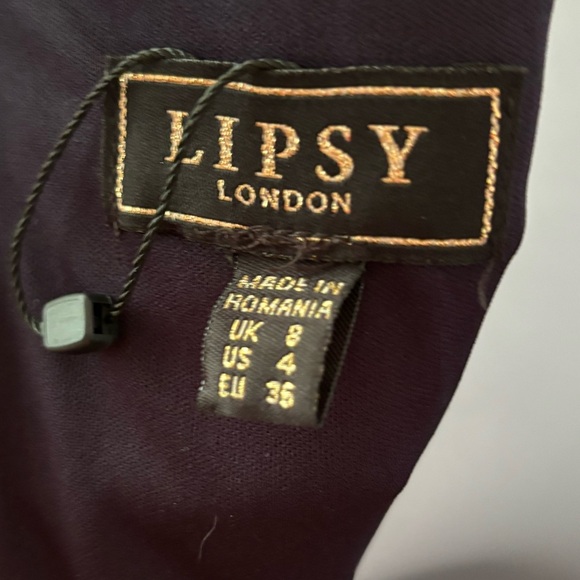 LIPSY
LONDON
MADE IN
ROMANIA
UK 8
US 4
EU 36